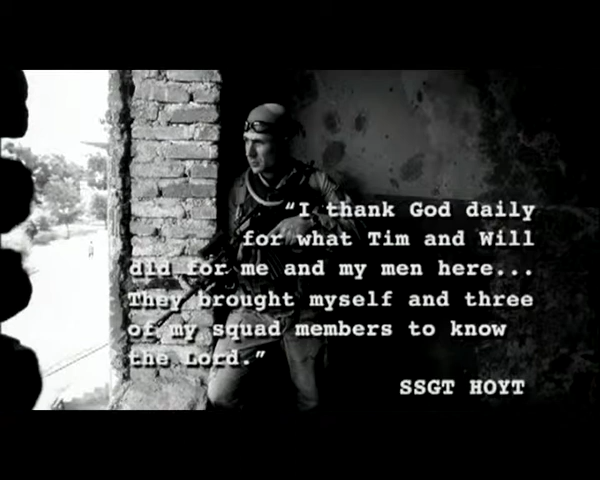 “I thank God daily
for what Tim and Will
did for me and my men here...
They brought myself and three
of my squad members to know
the Lord.”
SSGT HOYT